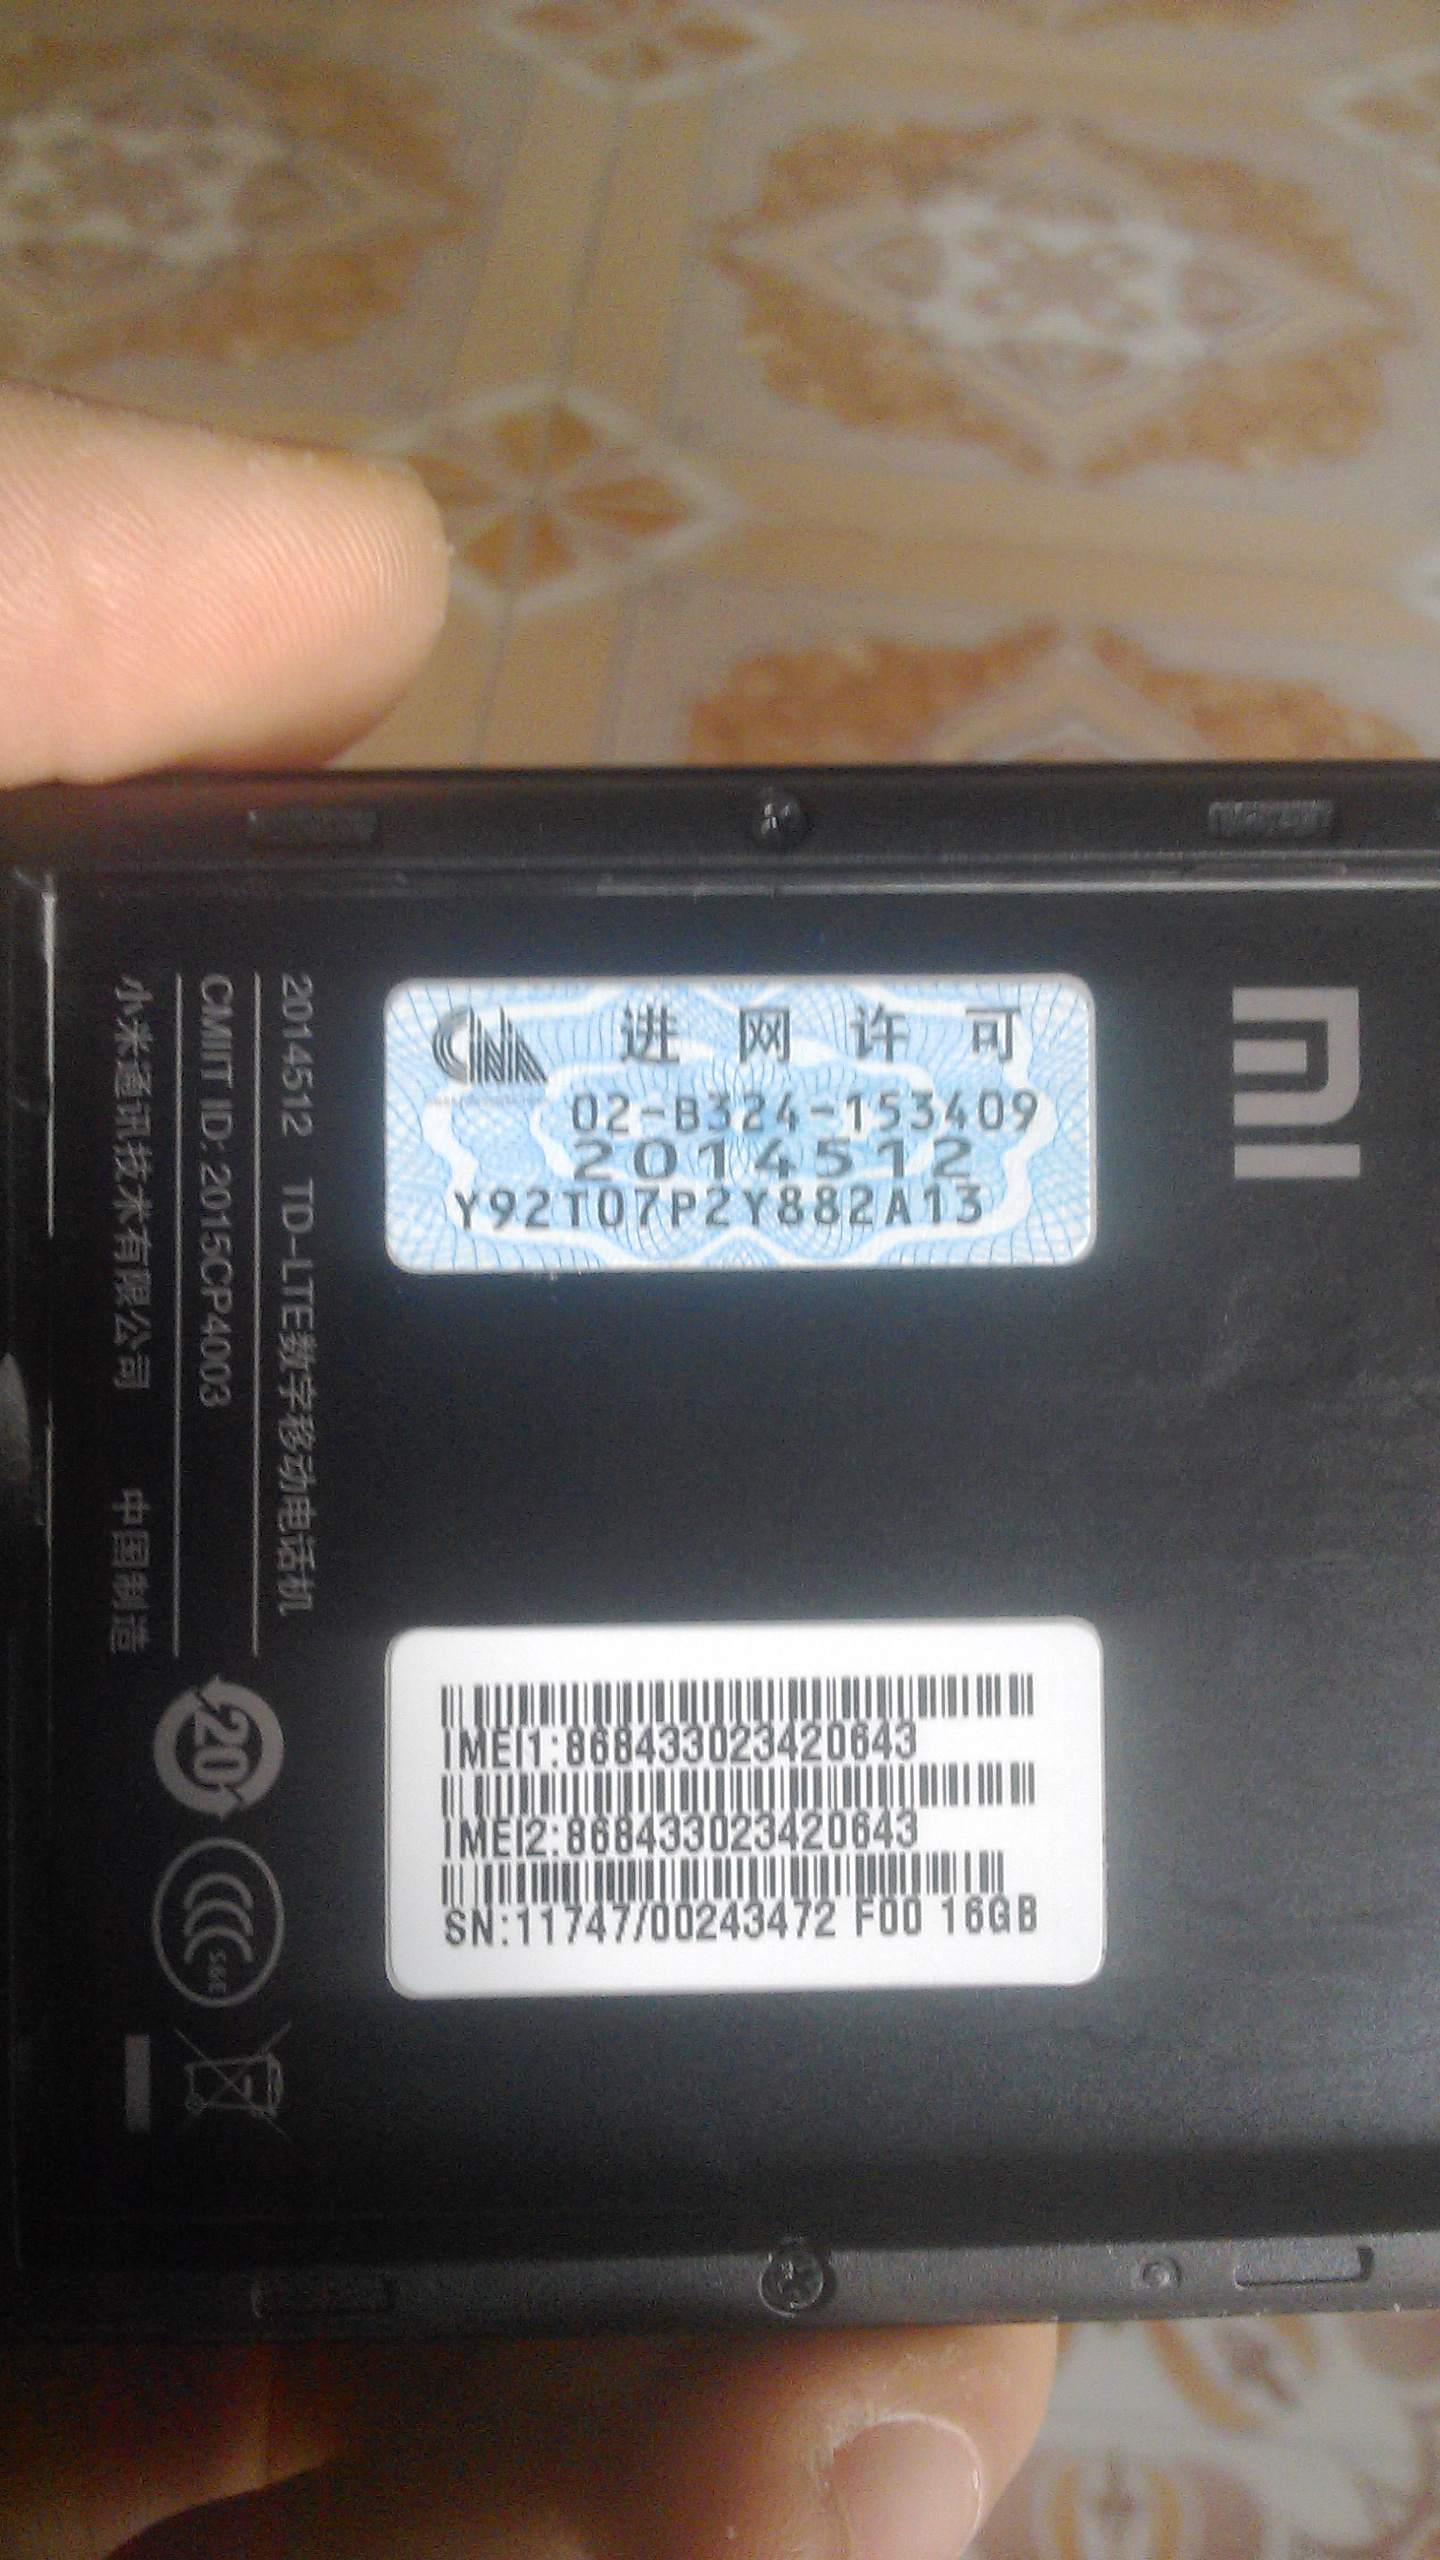 MI
进网许可
02-B324-153409
2014512
Y92T07P2Y882A13
IMEI1:868433023420643
IMEI2:868433023420643
SN:11747/00243472 F00 16GB
2014512 TD-LTE数字移动电话机
CMIIT ID: 2015CP4003
小米通讯技术有限公司 中国制造
20
S&E